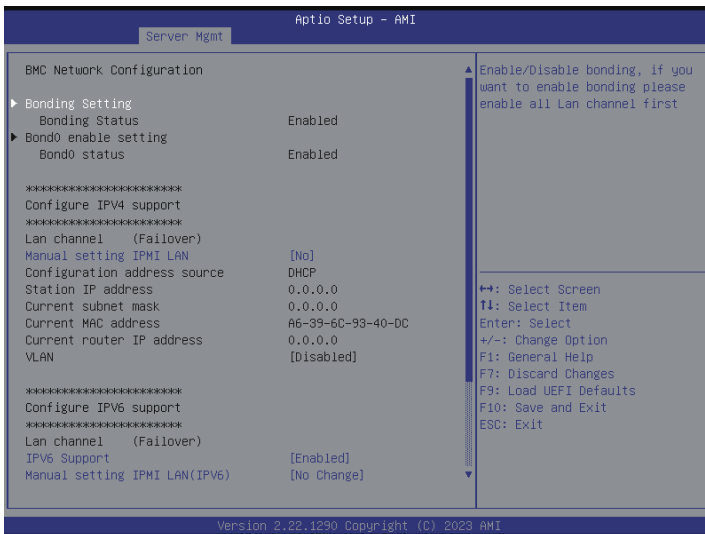 Aptio Setup – AMI
Server Mgmt
BMC Network Configuration
Bonding Setting
Bonding Status Enabled
Bond0 enable setting
Bond0 status Enabled
***********************
Configure IPV4 support
***********************
Lan channel (Failover)
Manual setting IPMI LAN [No]
Configuration address source DHCP
Station IP address 0.0.0.0
Current subnet mask 0.0.0.0
Current MAC address A6-39-6C-93-40-DC
Current router IP address 0.0.0.0
VLAN [Disabled]
***********************
Configure IPV6 support
***********************
Lan channel (Failover)
IPV6 Support [Enabled]
Manual setting IPMI LAN(IPV6) [No Change]
Enable/Disable bonding, if you
want to enable bonding please
enable all Lan channel first
↔: Select Screen
↑↓: Select Item
Enter: Select
+/-: Change Option
F1: General Help
F7: Discard Changes
F9: Load UEFI Defaults
F10: Save and Exit
ESC: Exit
Version 2.22.1290 Copyright (C) 2023 AMI